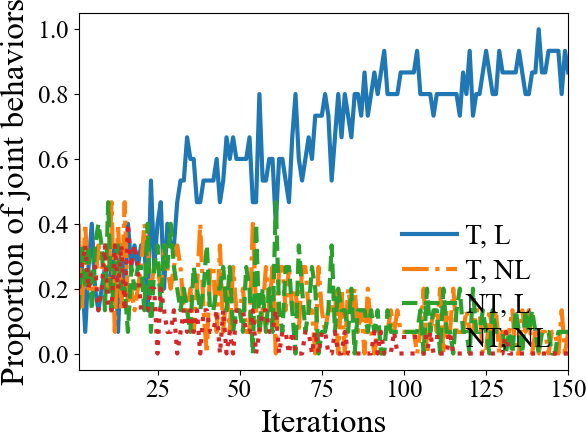 Proportion of joint behaviors
1.0
0.8
0.6
0.4
0.2
0.0
T, L
T, NL
NT, L
NT, NL
25 50 75 100 125 150
Iterations